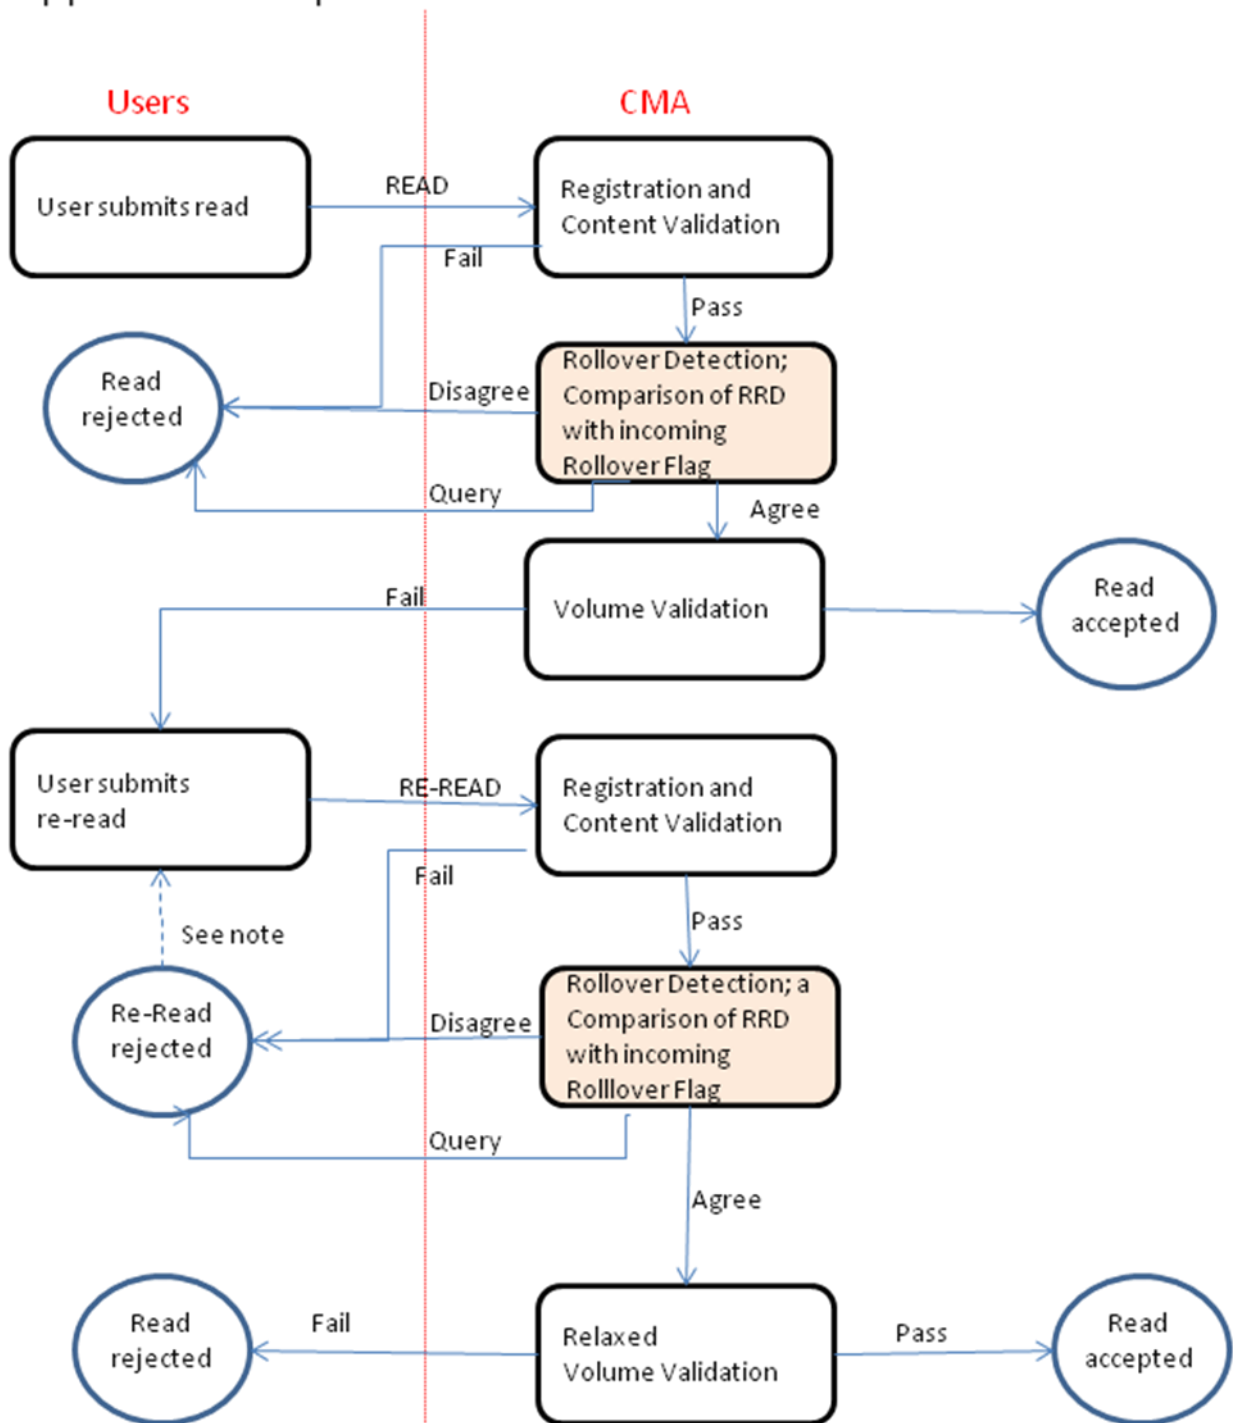 Users
CMA
User submits read
READ
Registration and
Content Validation
Fail
Pass
Read
rejected
Disagree
Rollover Detection;
Comparison of RRD
with incoming
Rollover Flag
Query
Agree
Fail
Volume Validation
Read
accepted
User submits
re-read
RE-READ
Registration and
Content Validation
Fail
Pass
See note
Re-Read
rejected
Disagree
Rollover Detection; a
Comparison of RRD
with incoming
Rolllover Flag
Query
Agree
Read
rejected
Fail
Relaxed
Volume Validation
Pass
Read
accepted